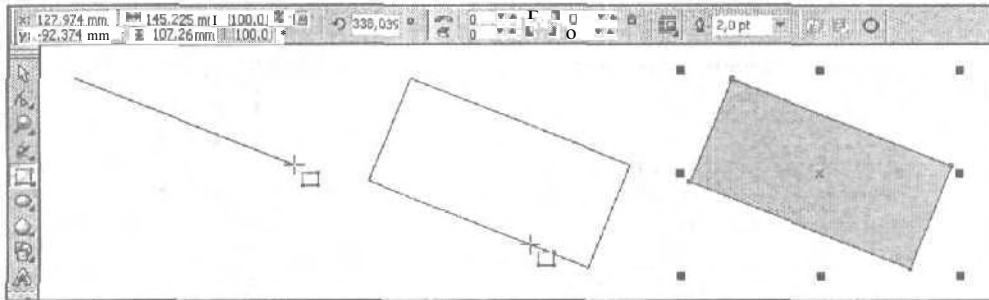 x: 127.974 mm 145.225 m(I 100.0 % 338,039 ° 0 Г 0 2,0 pt
y: -92.374 mm 107.26 mm 100.0 * 0 O